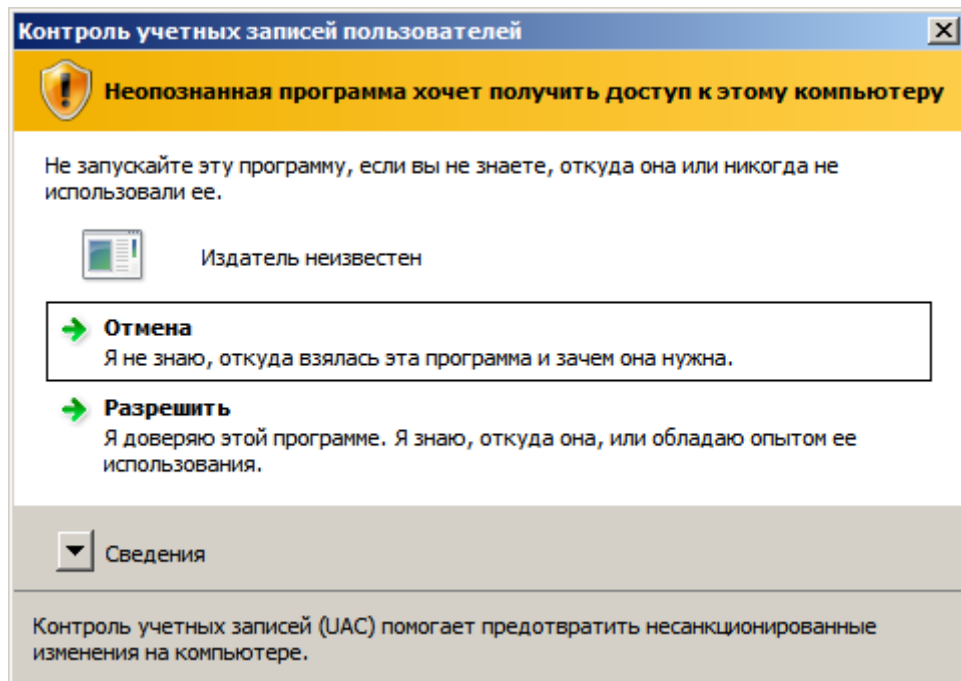 Контроль учетных записей пользователей
Неопознанная программа хочет получить доступ к этому компьютеру
Не запускайте эту программу, если вы не знаете, откуда она или никогда не
использовали ее.
Издатель неизвестен
Отмена
Я не знаю, откуда взялась эта программа и зачем она нужна.
Разрешить
Я доверяю этой программе. Я знаю, откуда она, или обладаю опытом ее
использования.
Сведения
Контроль учетных записей (UAC) помогает предотвратить несанкционированные
изменения на компьютере.